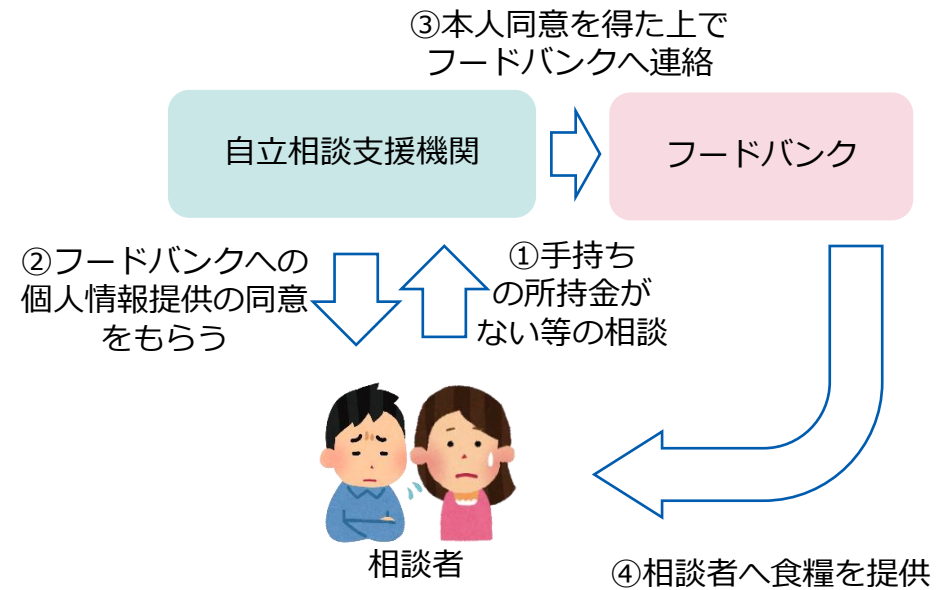 ③本人同意を得た上で
フードバンクへ連絡
自立相談支援機関
フードバンク
②フードバンクへの
個人情報提供の同意
をもらう
①手持ち
の所持金が
ない等の相談
相談者
④相談者へ食糧を提供